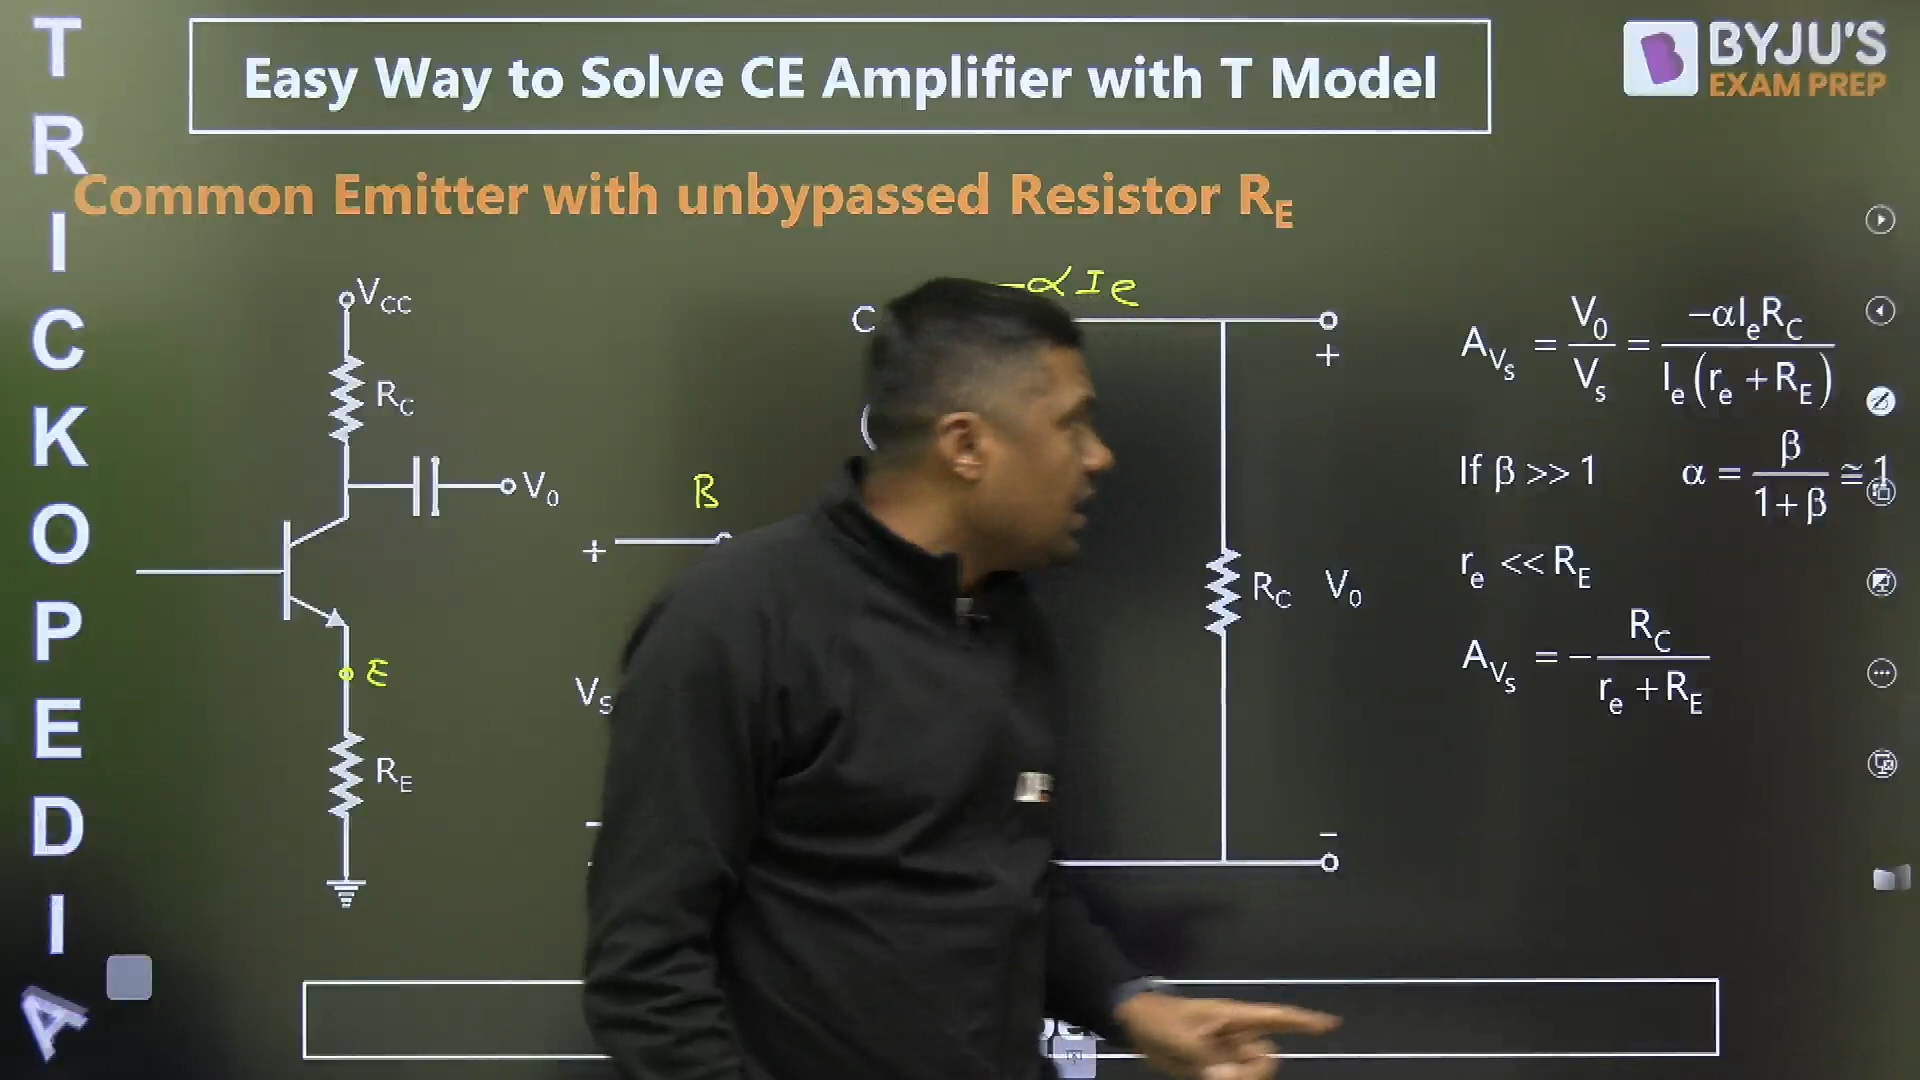 TRICKOPEDIA
Easy Way to Solve CE Amplifier with T Model
BYJU'S
EXAM PREP
Common Emitter with unbypassed Resistor R_E
V_CC
R_C
V_0
E
R_E
B
+
V_S
−
C
−αIe
+
R_C V_0
−
A_Vs = V_0/V_s = −αI_eR_C / I_e(r_e + R_E)
If β >> 1 α = β/(1+β) ≅ 1
r_e << R_E
A_Vs = − R_C/(r_e + R_E)